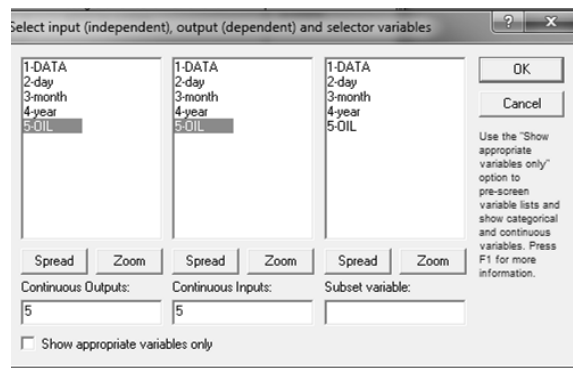 Select input (independent), output (dependent) and selector variables
? X
1-DATA
2-day
3-month
4-year
5-OIL
1-DATA
2-day
3-month
4-year
5-OIL
1-DATA
2-day
3-month
4-year
5-OIL
Spread Zoom
Spread Zoom
Spread Zoom
Continuous Outputs:
Continuous Inputs:
Subset variable:
5
5
Show appropriate variables only
OK
Cancel
Use the "Show
appropriate
variables only"
option to
pre-screen
variable lists and
show categorical
and continuous
variables. Press
F1 for more
information.